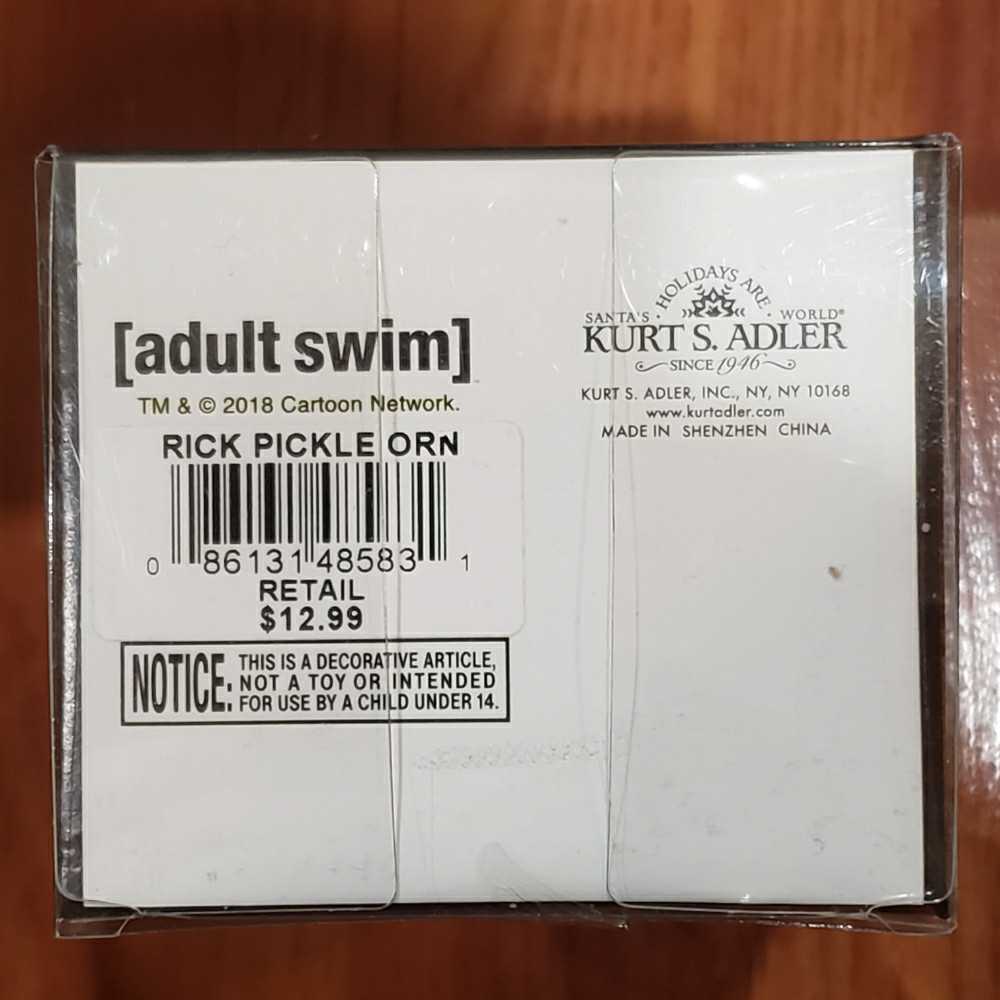 [adult swim]
TM & © 2018 Cartoon Network.
RICK PICKLE ORN
0 86131 48583 1
RETAIL
$12.99
NOTICE: THIS IS A DECORATIVE ARTICLE,
NOT A TOY OR INTENDED
FOR USE BY A CHILD UNDER 14.
HOLIDAYS ARE
SANTA'S · WORLD®
KURT S. ADLER
SINCE 1946
KURT S. ADLER, INC., NY, NY 10168
www.kurtadler.com
MADE IN SHENZHEN CHINA